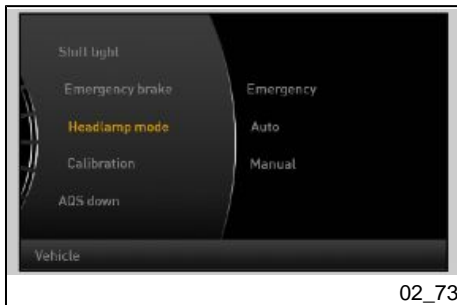 Shift light
Emergency brake
Headlamp mode
Calibration
AQS down
Emergency
Auto
Manual
Vehicle
02_73